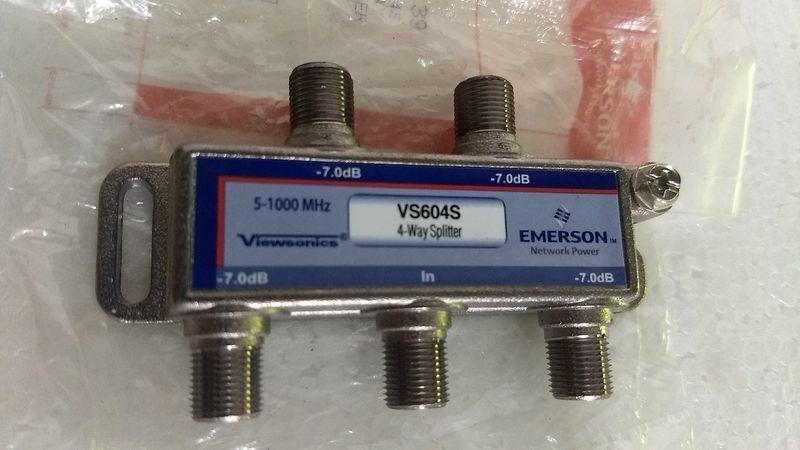 -7.0dB
-7.0dB
5-1000 MHz
VS604S
4-Way Splitter
Viewsonics®
EMERSON™
Network Power
-7.0dB
In
-7.0dB